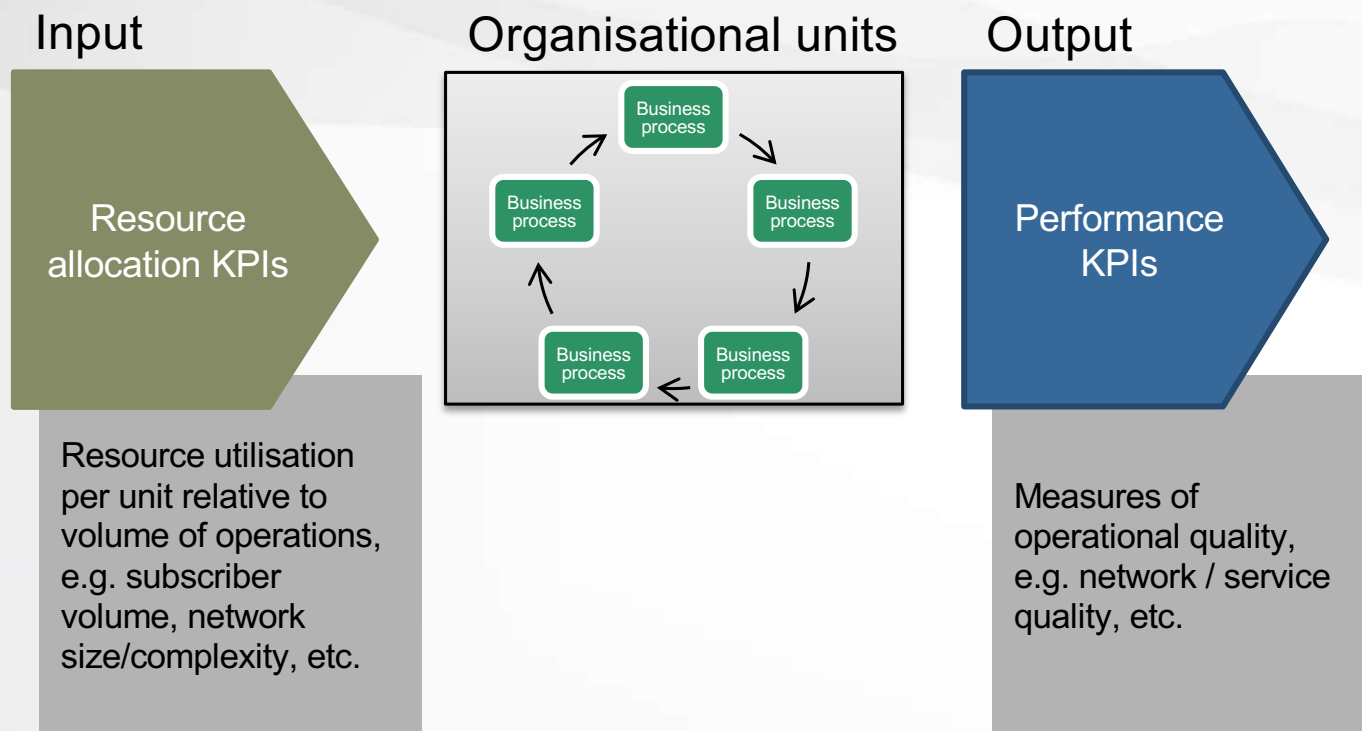 Input
Organisational units
Output
Resource
allocation KPIs
Business
process
Business
process
Business
process
Business
process
Business
process
Performance
KPIs
Resource utilisation
per unit relative to
volume of operations,
e.g. subscriber
volume, network
size/complexity, etc.
Measures of
operational quality,
e.g. network / service
quality, etc.